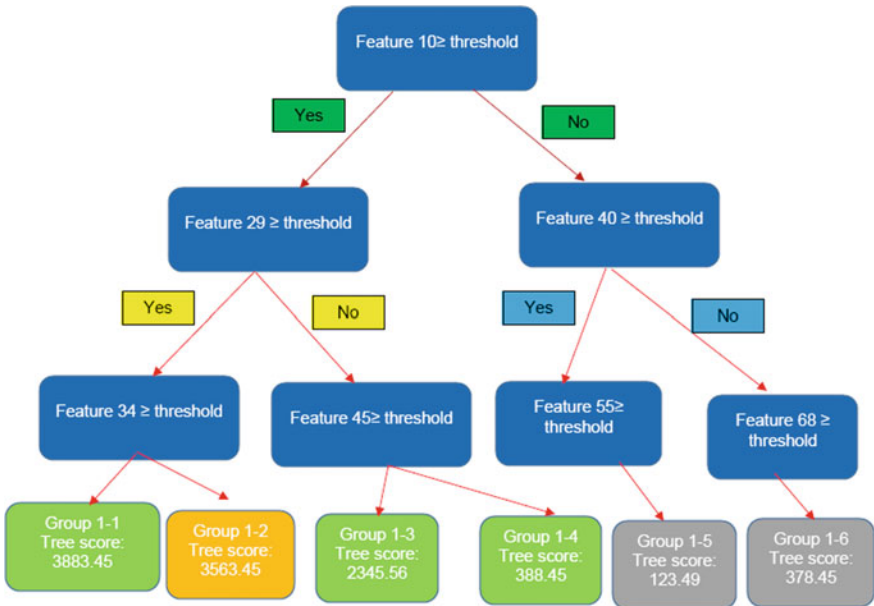 Feature 10≥ threshold
Yes
No
Feature 29 ≥ threshold
Feature 40 ≥ threshold
Yes
No
Yes
No
Feature 34 ≥ threshold
Feature 45≥ threshold
Feature 55≥
threshold
Feature 68 ≥
threshold
Group 1-1
Tree score:
3883.45
Group 1-2
Tree score:
3563.45
Group 1-3
Tree score:
2345.56
Group 1-4
Tree score:
388.45
Group 1-5
Tree score:
123.49
Group 1-6
Tree score:
378.45